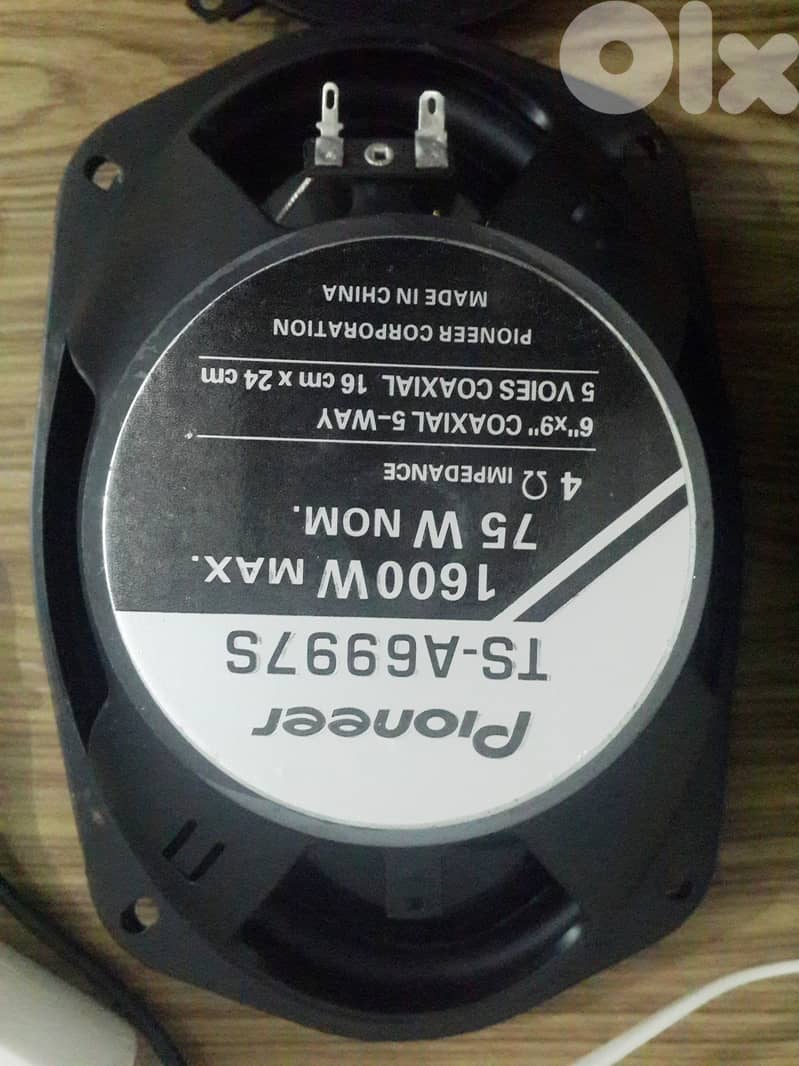 Olx
Pioneer
TS-A6997S
1600W MAX.
75 W NOM.
4 Ω IMPEDANCE
6"x9" COAXIAL 5-WAY
5 VOIES COAXIAL 16 cm x 24 cm
PIONEER CORPORATION
MADE IN CHINA